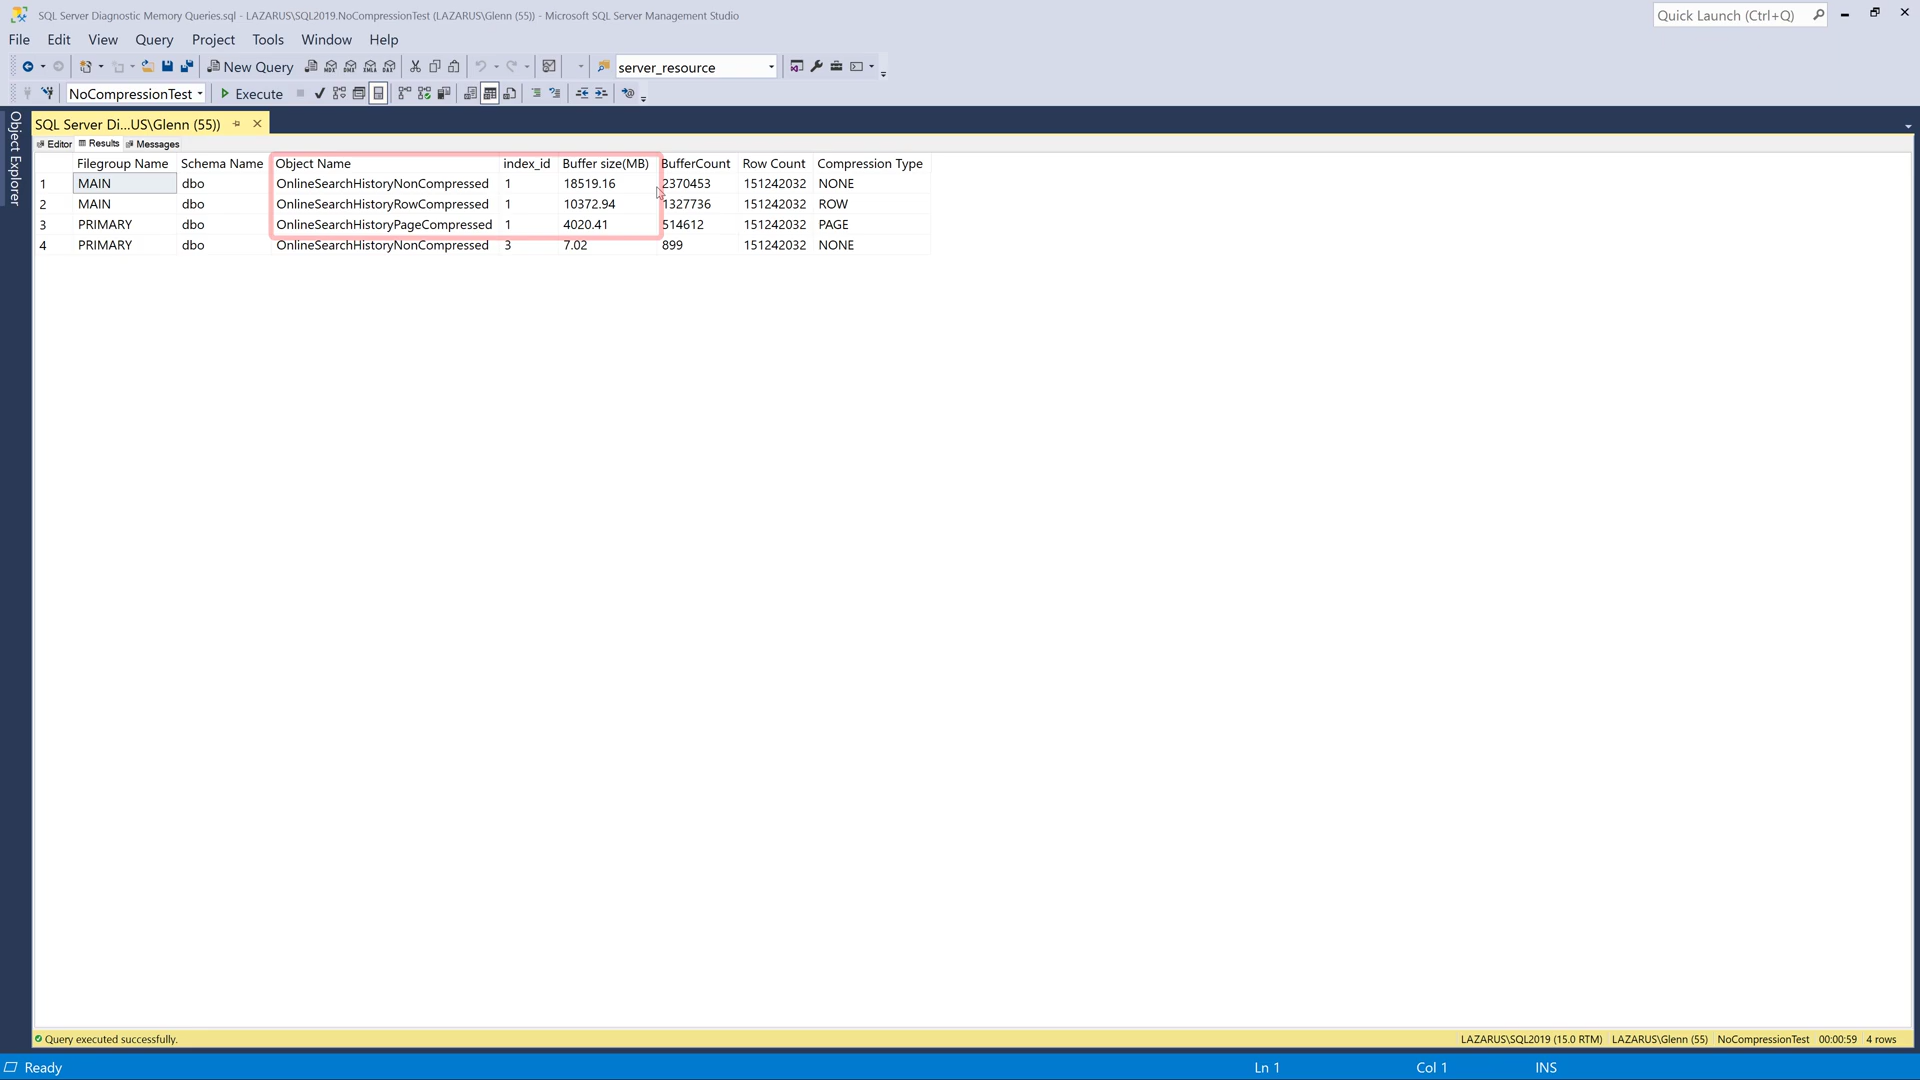 SQL Server Diagnostic Memory Queries.sql - LAZARUS\SQL2019.NoCompressionTest (LAZARUS\Glenn (55)) - Microsoft SQL Server Management Studio
Quick Launch (Ctrl+Q)
File Edit View Query Project Tools Window Help
New Query server_resource
NoCompressionTest Execute
Object Explorer
SQL Server Di...US\Glenn (55))
Editor Results Messages
Filegroup Name Schema Name Object Name index_id Buffer size(MB) BufferCount Row Count Compression Type
1 MAIN dbo OnlineSearchHistoryNonCompressed 1 18519.16 2370453 151242032 NONE
2 MAIN dbo OnlineSearchHistoryRowCompressed 1 10372.94 1327736 151242032 ROW
3 PRIMARY dbo OnlineSearchHistoryPageCompressed 1 4020.41 514612 151242032 PAGE
4 PRIMARY dbo OnlineSearchHistoryNonCompressed 3 7.02 899 151242032 NONE
Query executed successfully. LAZARUS\SQL2019 (15.0 RTM) LAZARUS\Glenn (55) NoCompressionTest 00:00:59 4 rows
Ready Ln 1 Col 1 INS